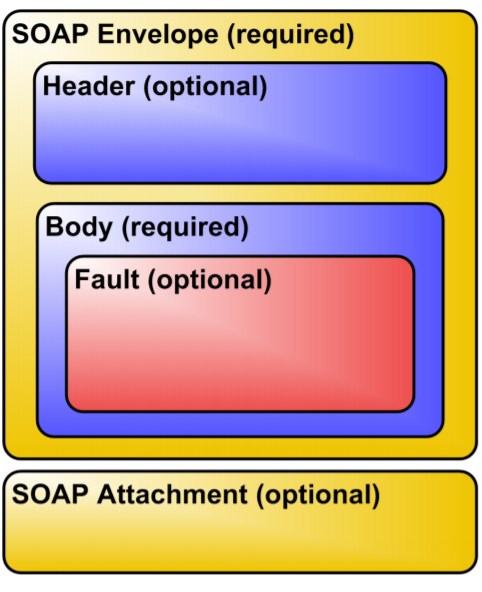 SOAP Envelope (required)
Header (optional)
Body (required)
Fault (optional)
SOAP Attachment (optional)